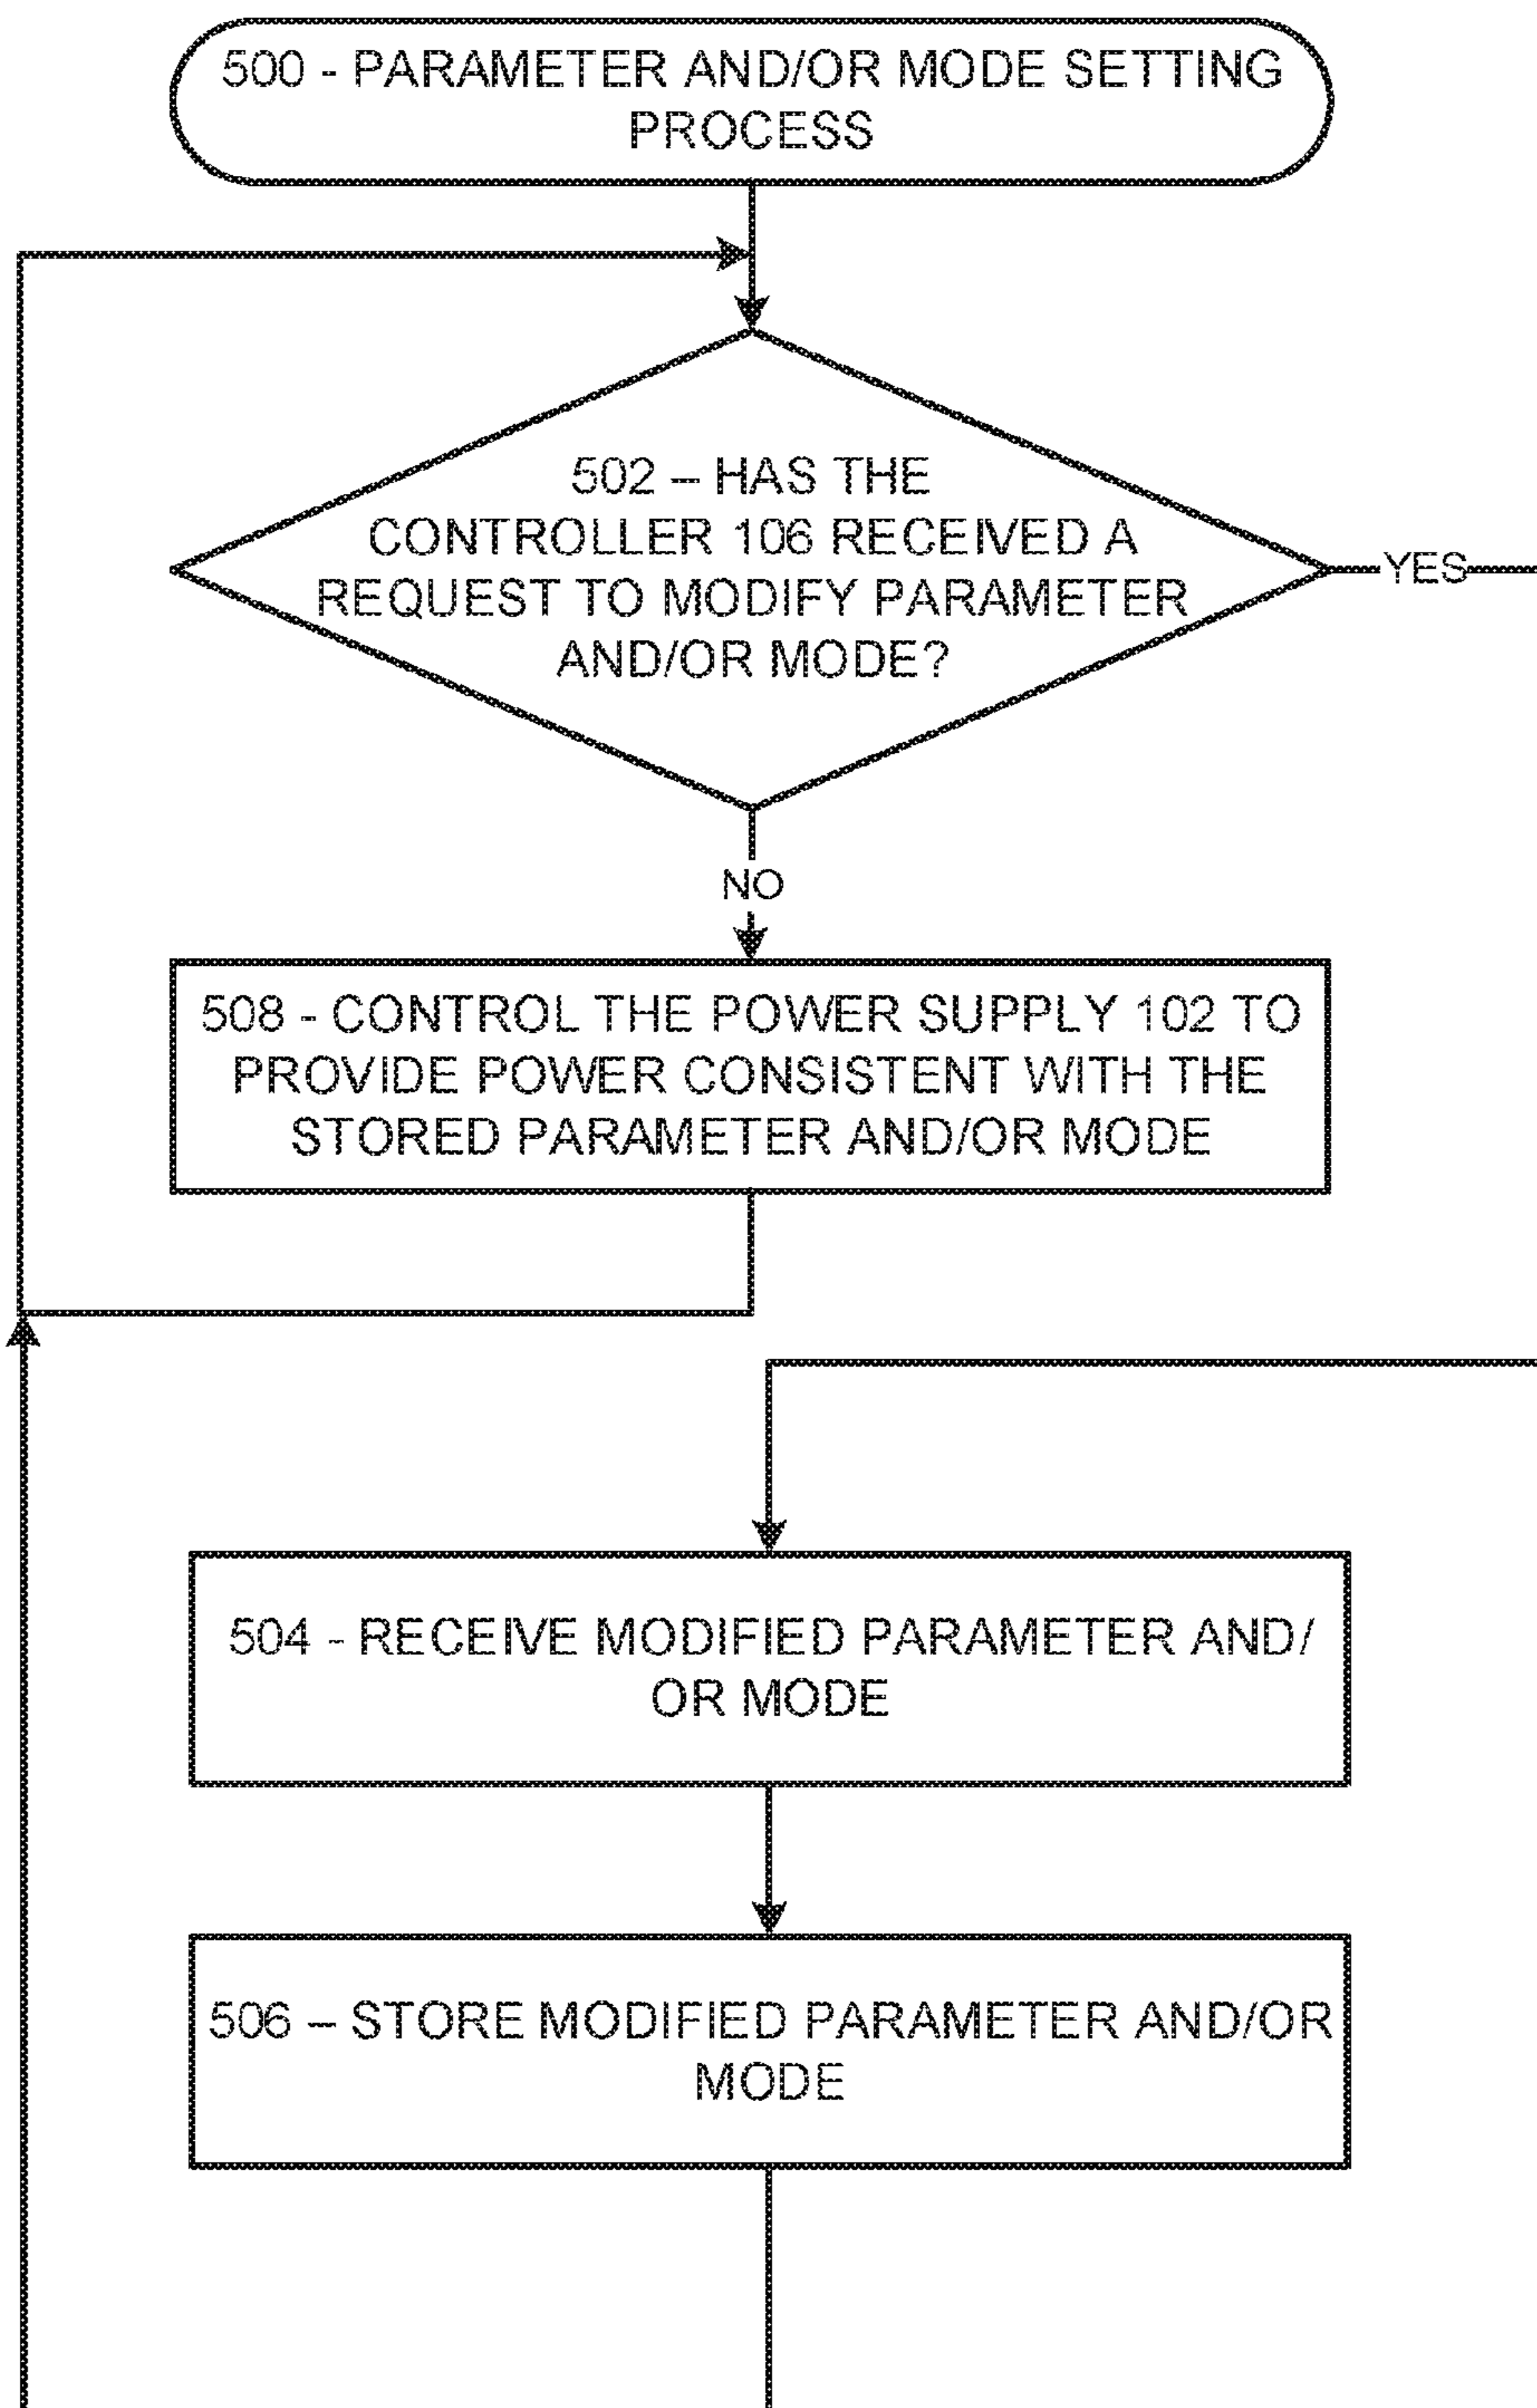 500 - PARAMETER AND/OR MODE SETTING
PROCESS
502 – HAS THE
CONTROLLER 106 RECEIVED A
REQUEST TO MODIFY PARAMETER
AND/OR MODE?
YES
NO
508 - CONTROL THE POWER SUPPLY 102 TO
PROVIDE POWER CONSISTENT WITH THE
STORED PARAMETER AND/OR MODE
504 - RECEIVE MODIFIED PARAMETER AND/
OR MODE
506 – STORE MODIFIED PARAMETER AND/OR
MODE